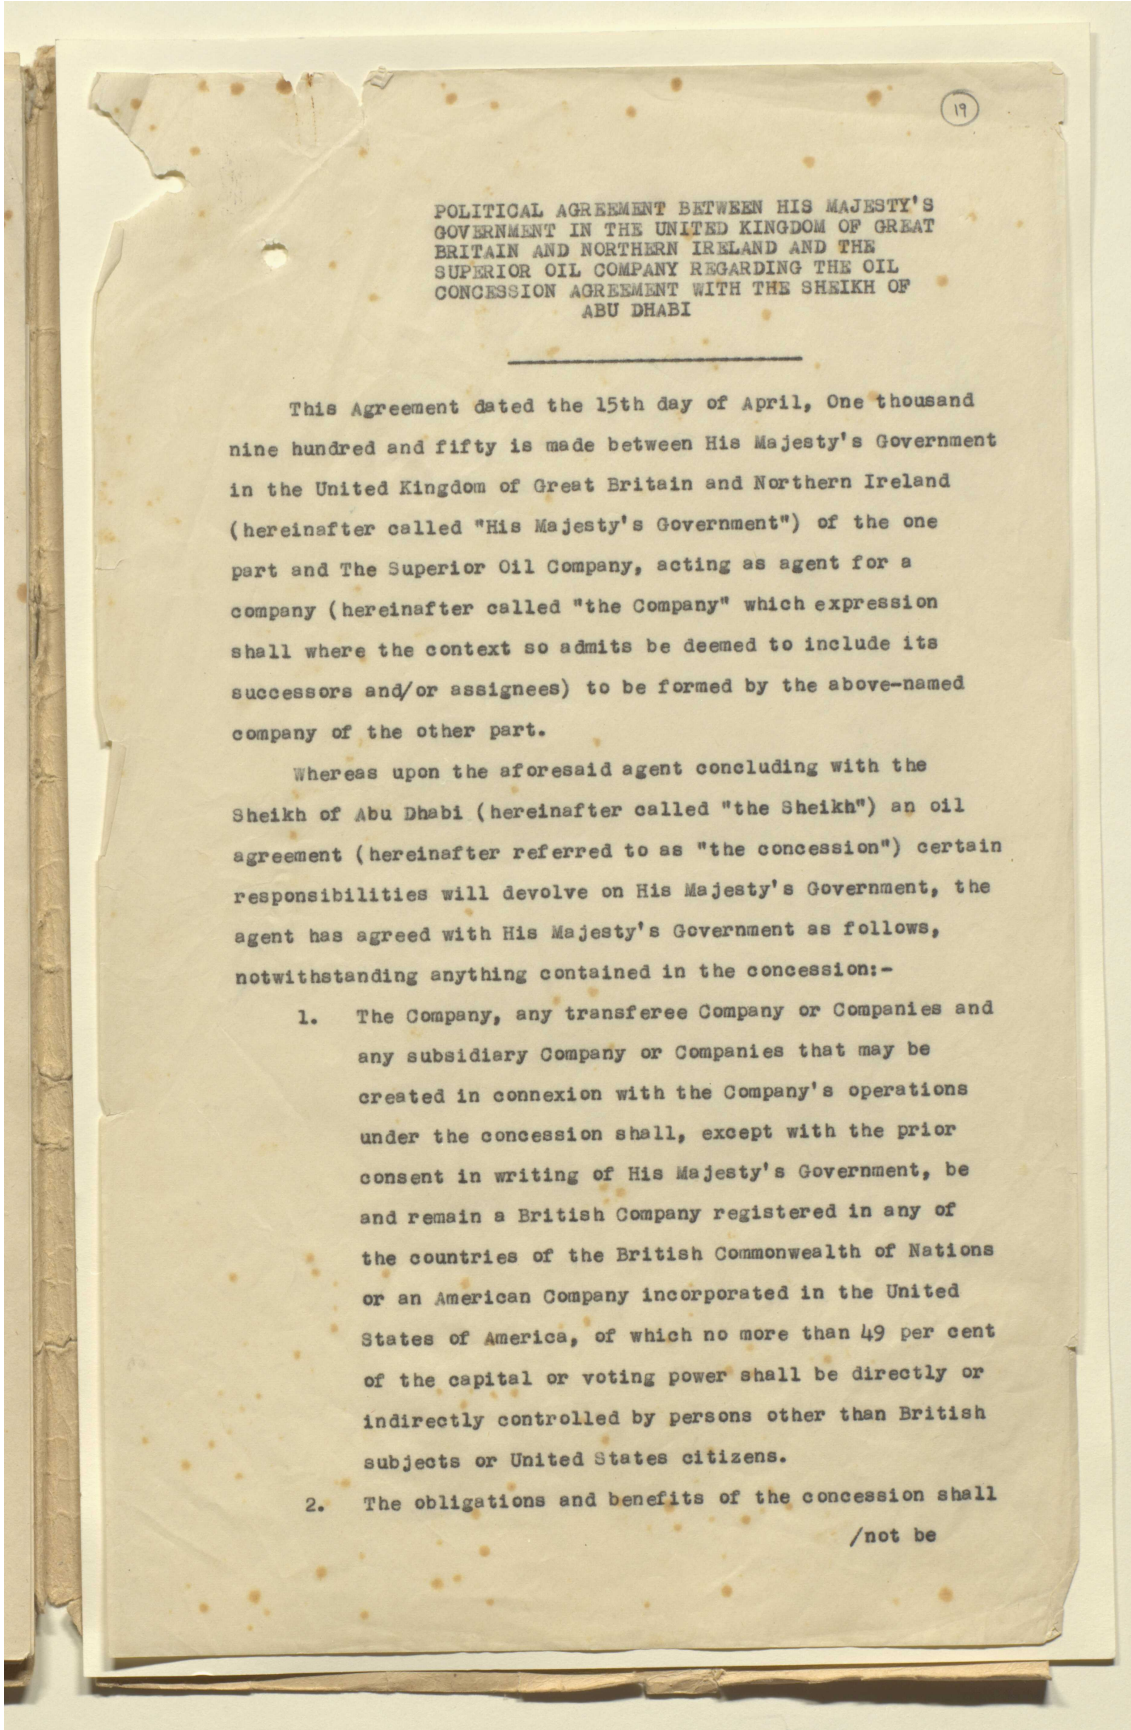 19
POLITICAL AGREEMENT BETWEEN HIS MAJESTY'S
GOVERNMENT IN THE UNITED KINGDOM OF GREAT
BRITAIN AND NORTHERN IRELAND AND THE
SUPERIOR OIL COMPANY REGARDING THE OIL
CONCESSION AGREEMENT WITH THE SHEIKH OF
ABU DHABI
This Agreement dated the 15th day of April, One thousand
nine hundred and fifty is made between His Majesty's Government
in the United Kingdom of Great Britain and Northern Ireland
(hereinafter called "His Majesty's Government") of the one
part and The Superior Oil Company, acting as agent for a
company (hereinafter called "the Company" which expression
shall where the context so admits be deemed to include its
successors and/or assignees) to be formed by the above-named
company of the other part.
Whereas upon the aforesaid agent concluding with the
Sheikh of Abu Dhabi (hereinafter called "the Sheikh") an oil
agreement (hereinafter referred to as "the concession") certain
responsibilities will devolve on His Majesty's Government, the
agent has agreed with His Majesty's Government as follows,
notwithstanding anything contained in the concession:-
1. The Company, any transferee Company or Companies and
any subsidiary Company or Companies that may be
created in connexion with the Company's operations
under the concession shall, except with the prior
consent in writing of His Majesty's Government, be
and remain a British Company registered in any of
the countries of the British Commonwealth of Nations
or an American Company incorporated in the United
States of America, of which no more than 49 per cent
of the capital or voting power shall be directly or
indirectly controlled by persons other than British
subjects or United States citizens.
2. The obligations and benefits of the concession shall
/not be